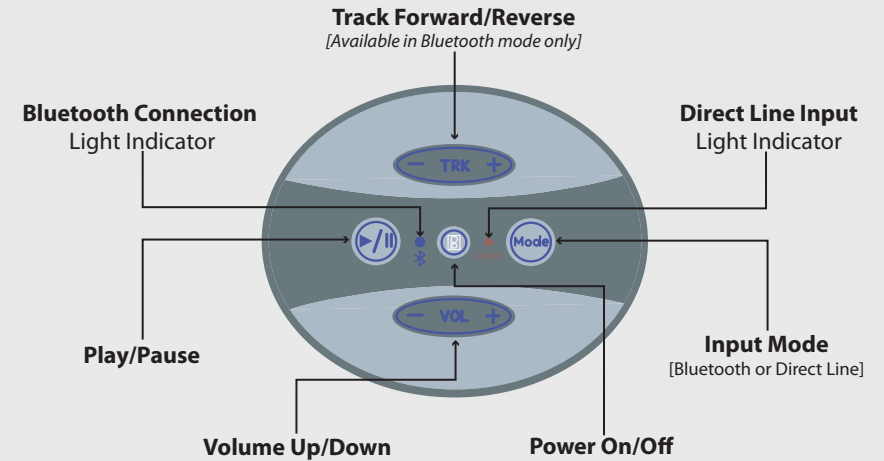 Track Forward/Reverse
[Available in Bluetooth mode only]
Bluetooth Connection
Light Indicator
Direct Line Input
Light Indicator
− TRK +
Mode
− VOL +
Play/Pause
Input Mode
[Bluetooth or Direct Line]
Volume Up/Down
Power On/Off